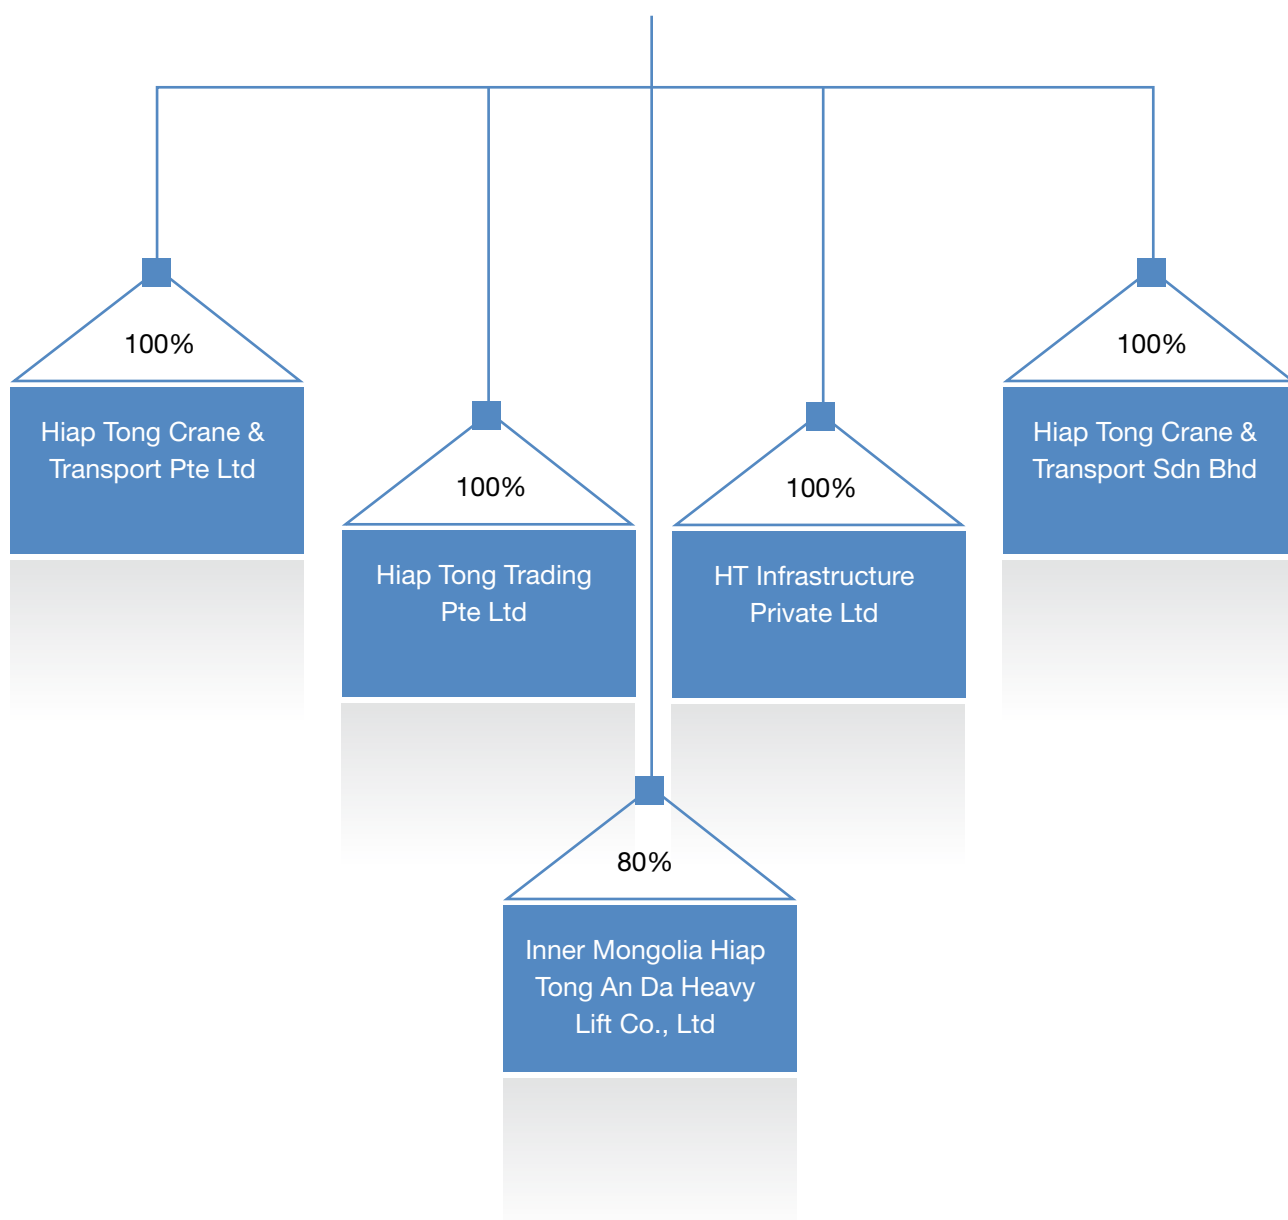 100%
Hiap Tong Crane &
Transport Pte Ltd
100%
Hiap Tong Trading
Pte Ltd
100%
HT Infrastructure
Private Ltd
100%
Hiap Tong Crane &
Transport Sdn Bhd
80%
Inner Mongolia Hiap
Tong An Da Heavy
Lift Co., Ltd